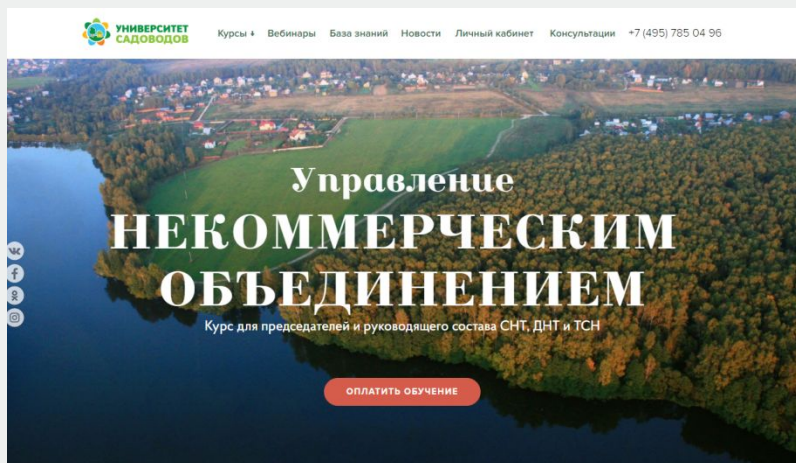 УНИВЕРСИТЕТ
САДОВОДОВ
Курсы ↓ Вебинары База знаний Новости Личный кабинет Консультации +7 (495) 785 04 96
Управление
НЕКОММЕРЧЕСКИМ
ОБЪЕДИНЕНИЕМ
Курс для председателей и руководящего состава СНТ, ДНТ и ТСН
ОПЛАТИТЬ ОБУЧЕНИЕ